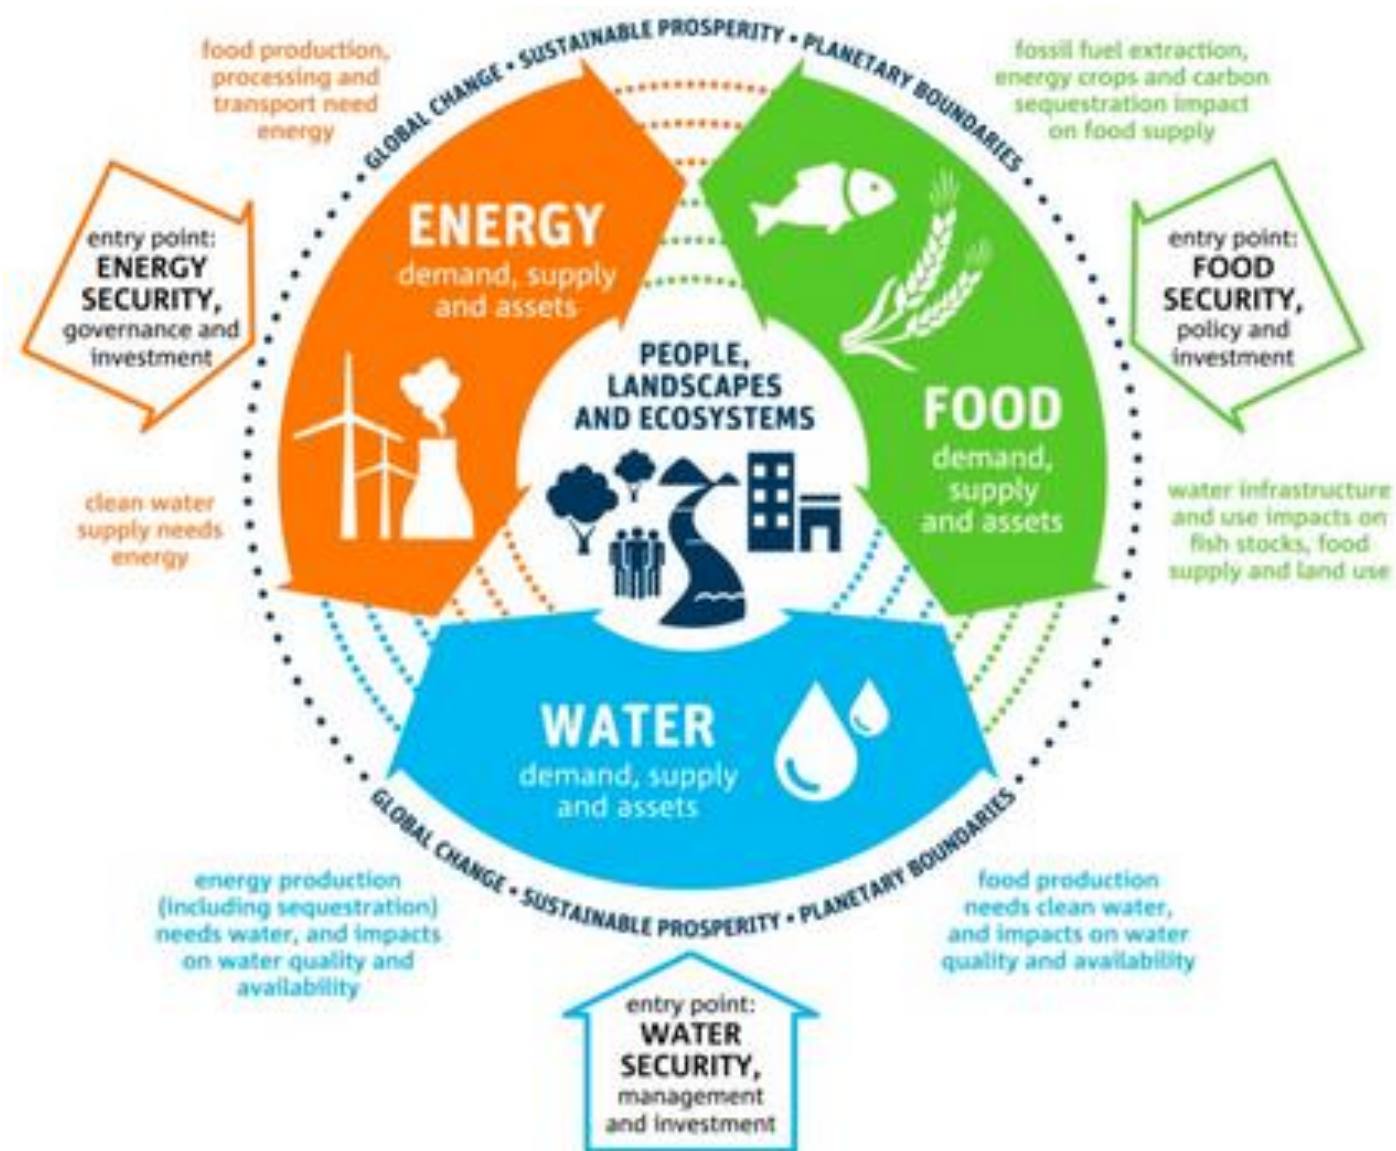 GLOBAL CHANGE • SUSTAINABLE PROSPERITY • PLANETARY BOUNDARIES
food production,
processing and
transport need
energy
fossil fuel extraction,
energy crops and carbon
sequestration impact
on food supply
entry point:
ENERGY
SECURITY,
governance and
investment
ENERGY
demand, supply
and assets
entry point:
FOOD
SECURITY,
policy and
investment
PEOPLE,
LANDSCAPES
AND ECOSYSTEMS
FOOD
demand,
supply
and assets
clean water
supply needs
energy
water infrastructure
and use impacts on
fish stocks, food
supply and land use
WATER
demand, supply
and assets
GLOBAL CHANGE • SUSTAINABLE PROSPERITY • PLANETARY BOUNDARIES
energy production
(including sequestration)
needs water, and impacts
on water quality and
availability
food production
needs clean water,
and impacts on water
quality and availability
entry point:
WATER
SECURITY,
management
and investment